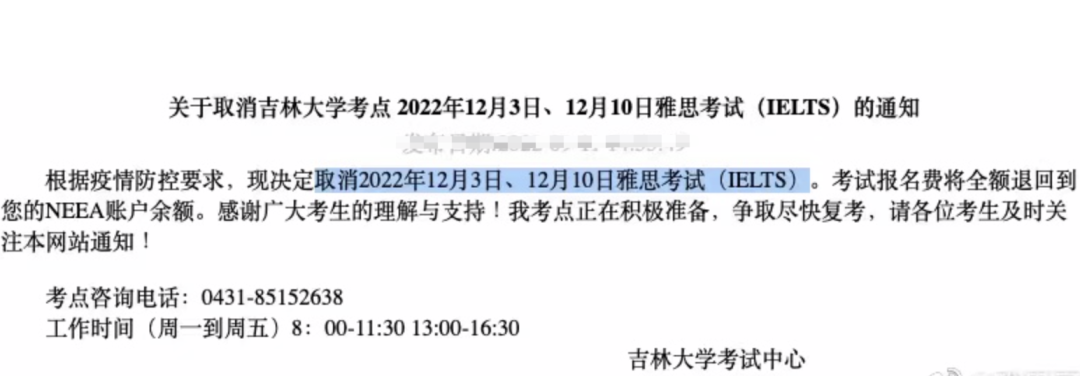 关于取消吉林大学考点 2022年12月3日、12月10日雅思考试（IELTS）的通知
根据疫情防控要求，现决定取消2022年12月3日、12月10日雅思考试（IELTS）。考试报名费将全额退回到
您的NEEA账户余额。感谢广大考生的理解与支持！我考点正在积极准备，争取尽快复考，请各位考生及时关
注本网站通知！
考点咨询电话：0431-85152638
工作时间（周一到周五）8：00-11:30 13:00-16:30
吉林大学考试中心